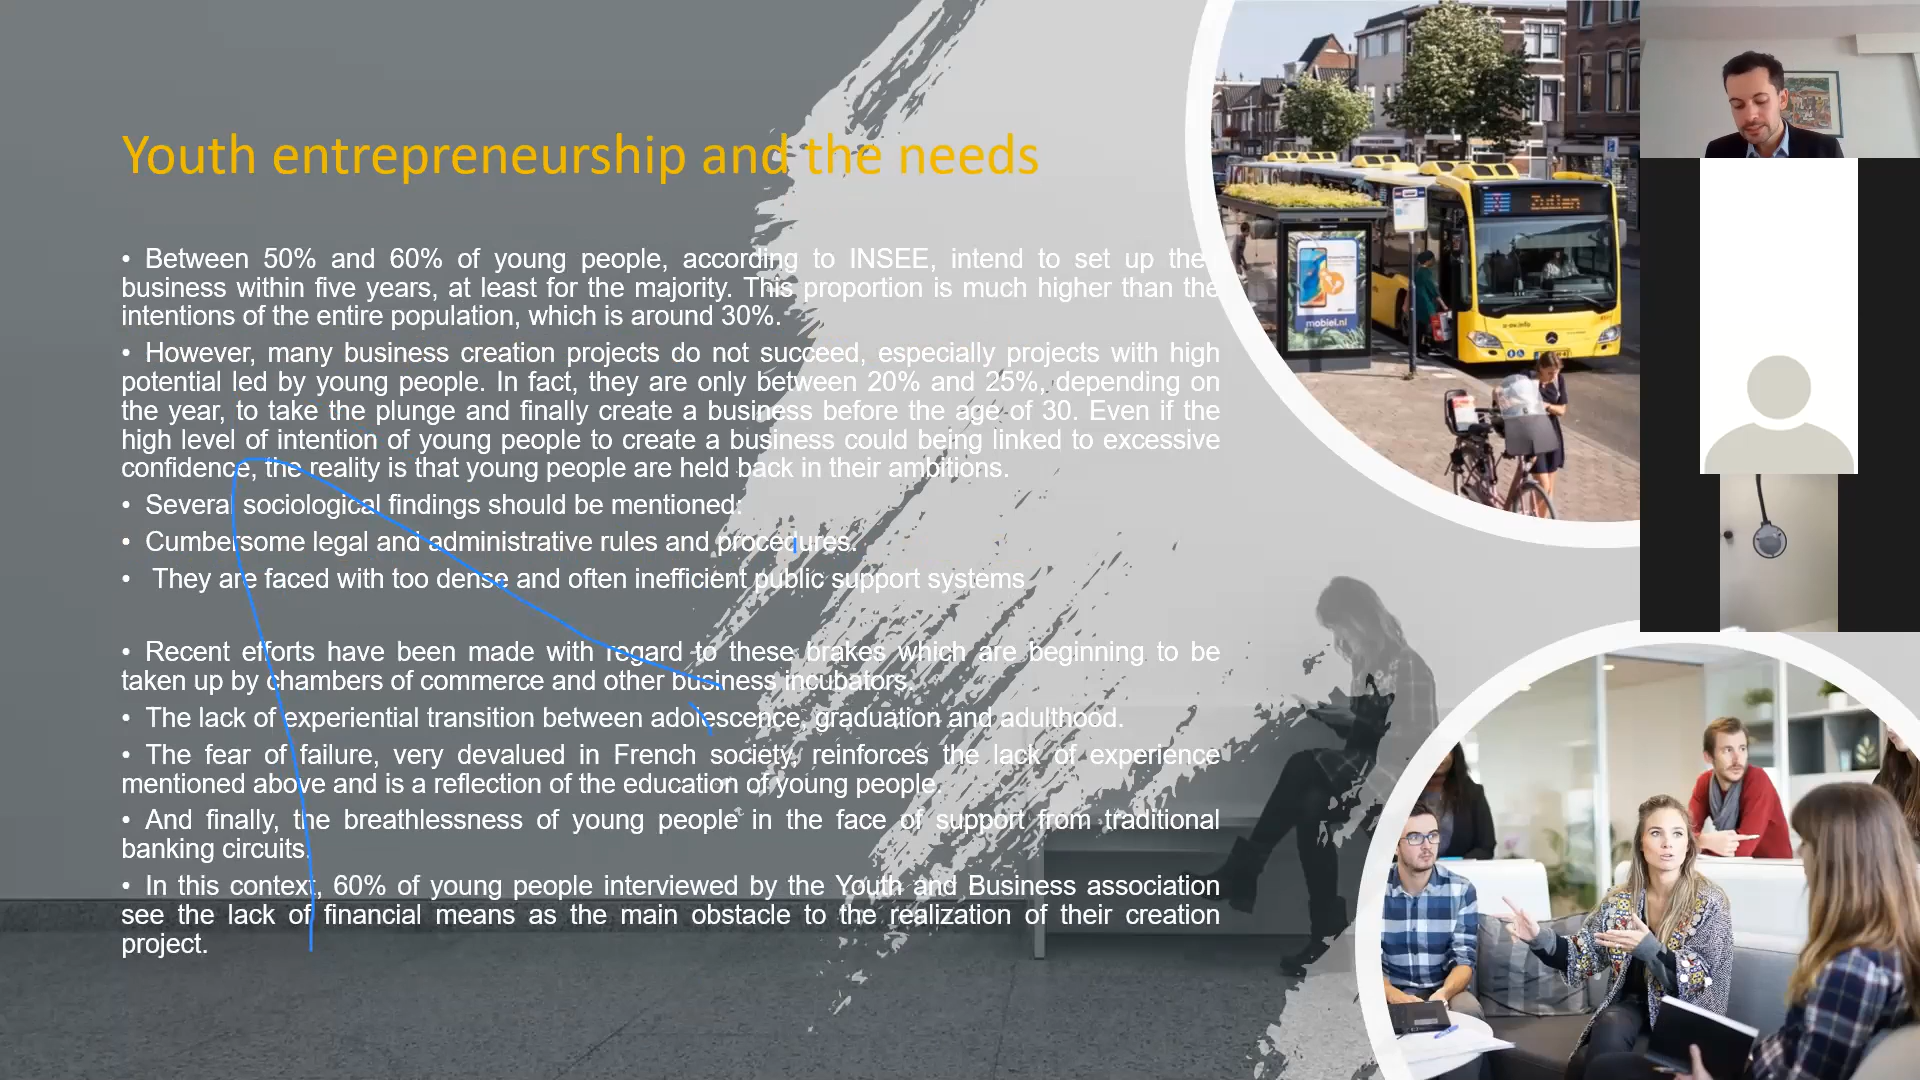 Youth entrepreneurship and the needs
• Between 50% and 60% of young people, according to INSEE, intend to set up the
business within five years, at least for the majority. This proportion is much higher than the
intentions of the entire population, which is around 30%.
• However, many business creation projects do not succeed, especially projects with high
potential led by young people. In fact, they are only between 20% and 25%, depending on
the year, to take the plunge and finally create a business before the age of 30. Even if the
high level of intention of young people to create a business could being linked to excessive
confidence, the reality is that young people are held back in their ambitions.
• Several sociological findings should be mentioned:
• Cumbersome legal and administrative rules and procedures.
• They are faced with too dense and often inefficient public support systems
• Recent efforts have been made with regard to these brakes which are beginning to be
taken up by chambers of commerce and other business incubators.
• The lack of experiential transition between adolescence, graduation and adulthood.
• The fear of failure, very devalued in French society, reinforces the lack of experience
mentioned above and is a reflection of the education of young people.
• And finally, the breathlessness of young people in the face of support from traditional
banking circuits.
• In this context, 60% of young people interviewed by the Youth and Business association
see the lack of financial means as the main obstacle to the realization of their creation
project.
Zuilen
mobiel.nl